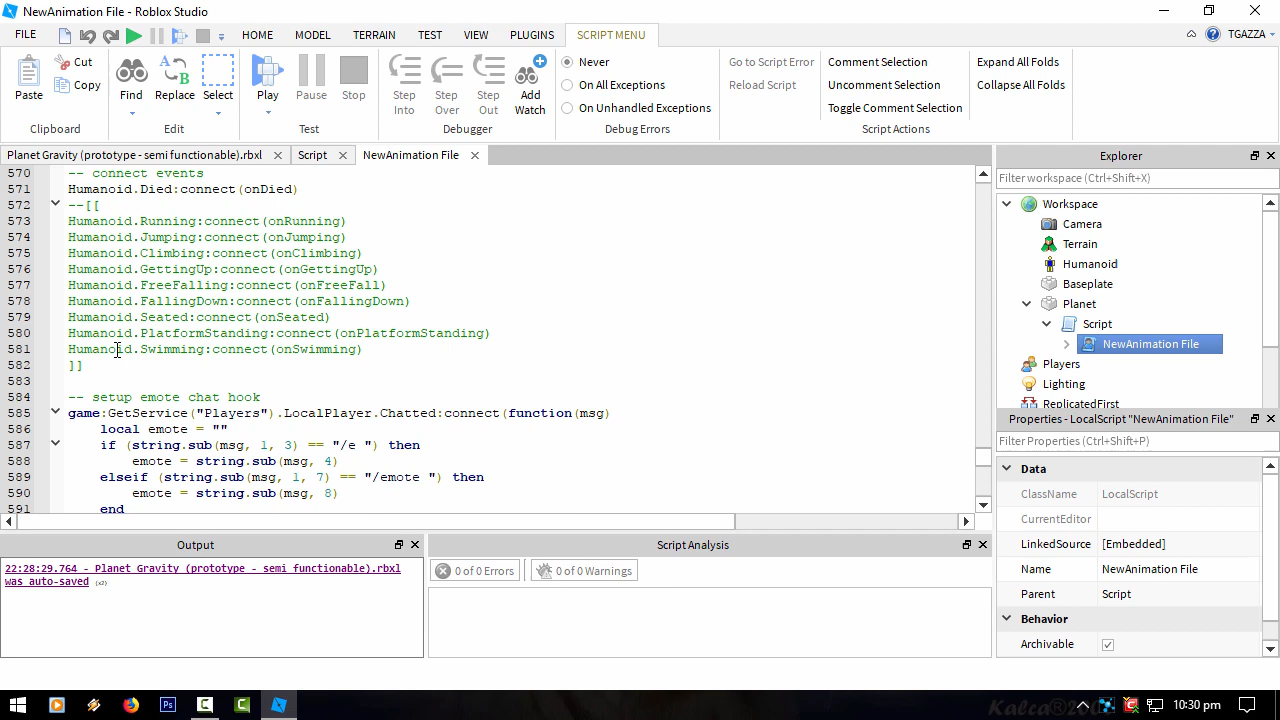 NewAnimation File - Roblox Studio
FILE HOME MODEL TERRAIN TEST VIEW PLUGINS SCRIPT MENU TGAZZA
Paste Cut Copy Find Replace Select Play Pause Stop Step Into Step Over Step Out Add Watch
Never
On All Exceptions
On Unhandled Exceptions
Go to Script Error
Reload Script
Comment Selection
Uncomment Selection
Toggle Comment Selection
Expand All Folds
Collapse All Folds
Clipboard Edit Test Debugger Debug Errors Script Actions
Planet Gravity (prototype - semi functionable).rbxl Script NewAnimation File
570 -- connect events
571 Humanoid.Died:connect(onDied)
572 --[[
573 Humanoid.Running:connect(onRunning)
574 Humanoid.Jumping:connect(onJumping)
575 Humanoid.Climbing:connect(onClimbing)
576 Humanoid.GettingUp:connect(onGettingUp)
577 Humanoid.FreeFalling:connect(onFreeFall)
578 Humanoid.FallingDown:connect(onFallingDown)
579 Humanoid.Seated:connect(onSeated)
580 Humanoid.PlatformStanding:connect(onPlatformStanding)
581 Humanoid.Swimming:connect(onSwimming)
582 ]]
583
584 -- setup emote chat hook
585 game:GetService("Players").LocalPlayer.Chatted:connect(function(msg)
586 local emote = ""
587 if (string.sub(msg, 1, 3) == "/e ") then
588 emote = string.sub(msg, 4)
589 elseif (string.sub(msg, 1, 7) == "/emote ") then
590 emote = string.sub(msg, 8)
591 end
Explorer
Filter workspace (Ctrl+Shift+X)
Workspace
Camera
Terrain
Humanoid
Baseplate
Planet
Script
NewAnimation File
Players
Lighting
ReplicatedFirst
Properties - LocalScript "NewAnimation File"
Filter Properties (Ctrl+Shift+P)
Data
ClassName LocalScript
CurrentEditor
LinkedSource [Embedded]
Name NewAnimation File
Parent Script
Behavior
Archivable
Output
22:28:29.764 - Planet Gravity (prototype - semi functionable).rbxl
was auto-saved (x2)
Script Analysis
0 of 0 Errors 0 of 0 Warnings
Ps 10:30 pm